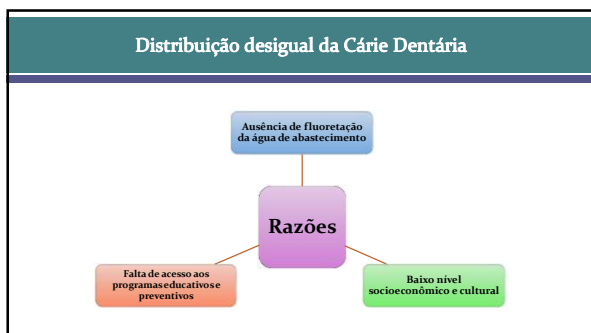 Distribuição desigual da Cárie Dentária
Ausência de fluoretação
da água de abastecimento
Razões
Falta de acesso aos
programas educativos e
preventivos
Baixo nível
socioeconômico e cultural